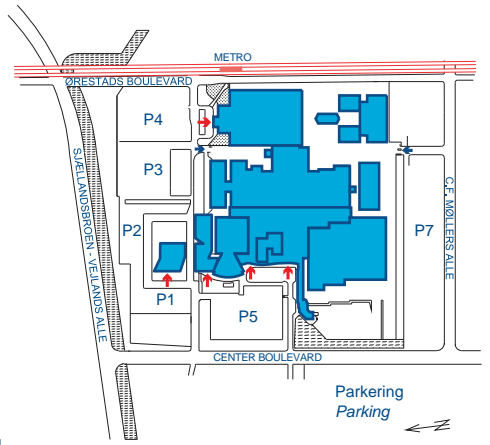 METRO
ØRESTADS BOULEVARD
P4
P3
P2
P1
P5
P7
SJÆLLANDSBROEN - VEJLANDS ALLE
C.F. MØLLERS ALLE
CENTER BOULEVARD
Parkering
Parking
N